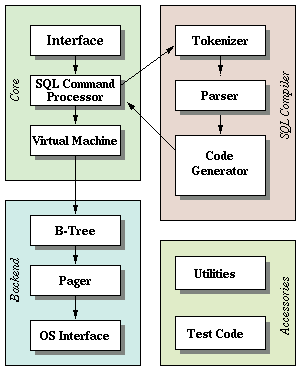 Core
Interface
SQL Command
Processor
Virtual Machine
SQL Compiler
Tokenizer
Parser
Code
Generator
Backend
B-Tree
Pager
OS Interface
Accessories
Utilities
Test Code